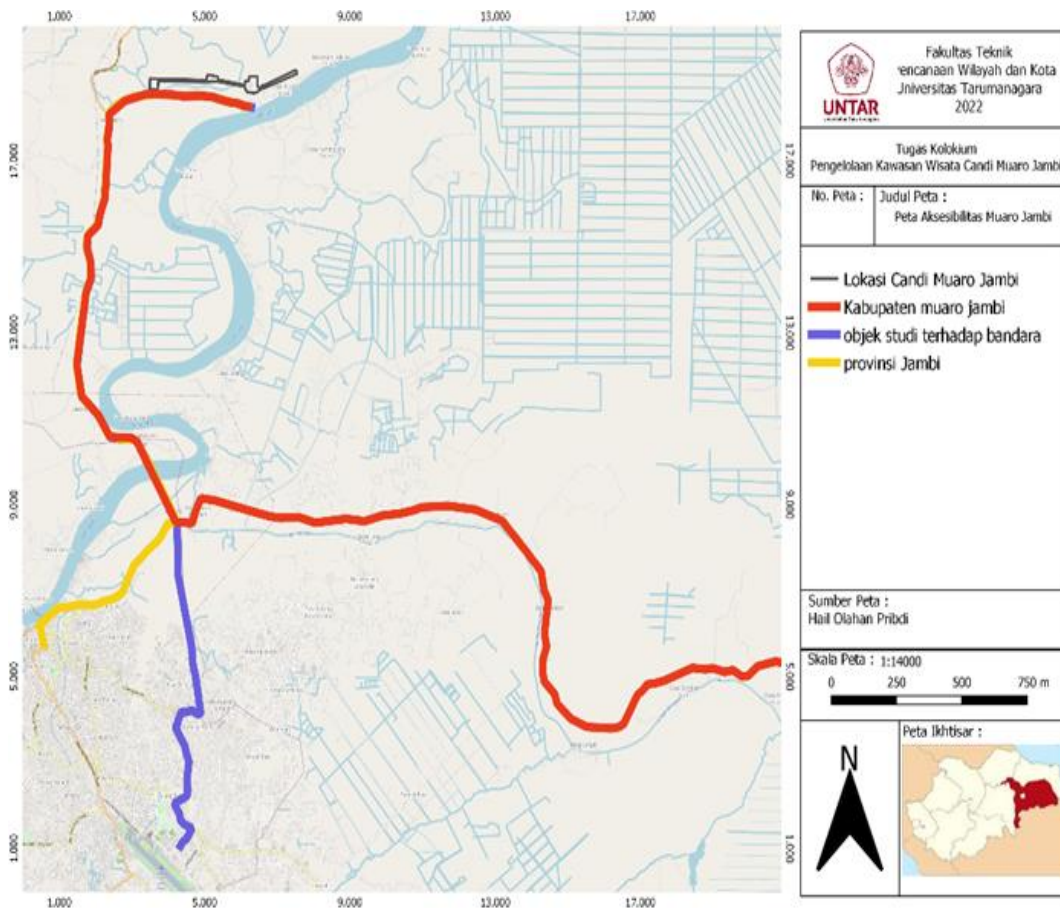 1.000 5.000 9.000 13.000 17.000
17.000
13.000
9.000
5.000
1.000
17.000
13.000
9.000
5.000
1.000
1.000 5.000 9.000 13.000 17.000
UNTAR
Fakultas Teknik
encanaan Wilayah dan Kota
Universitas Tarumanagara
2022
Tugas Kolokium
Pengelolaan Kawasan Wisata Candi Muaro Jambi
No. Peta :
Judul Peta :
Peta Aksesibilitas Muaro Jambi
Lokasi Candi Muaro Jambi
Kabupaten muaro jambi
objek studi terhadap bandara
provinsi Jambi
Sumber Peta :
Hail Olahan Pribdi
Skala Peta : 1:14000
0 250 500 750 m
N
Peta Ikhtisar :